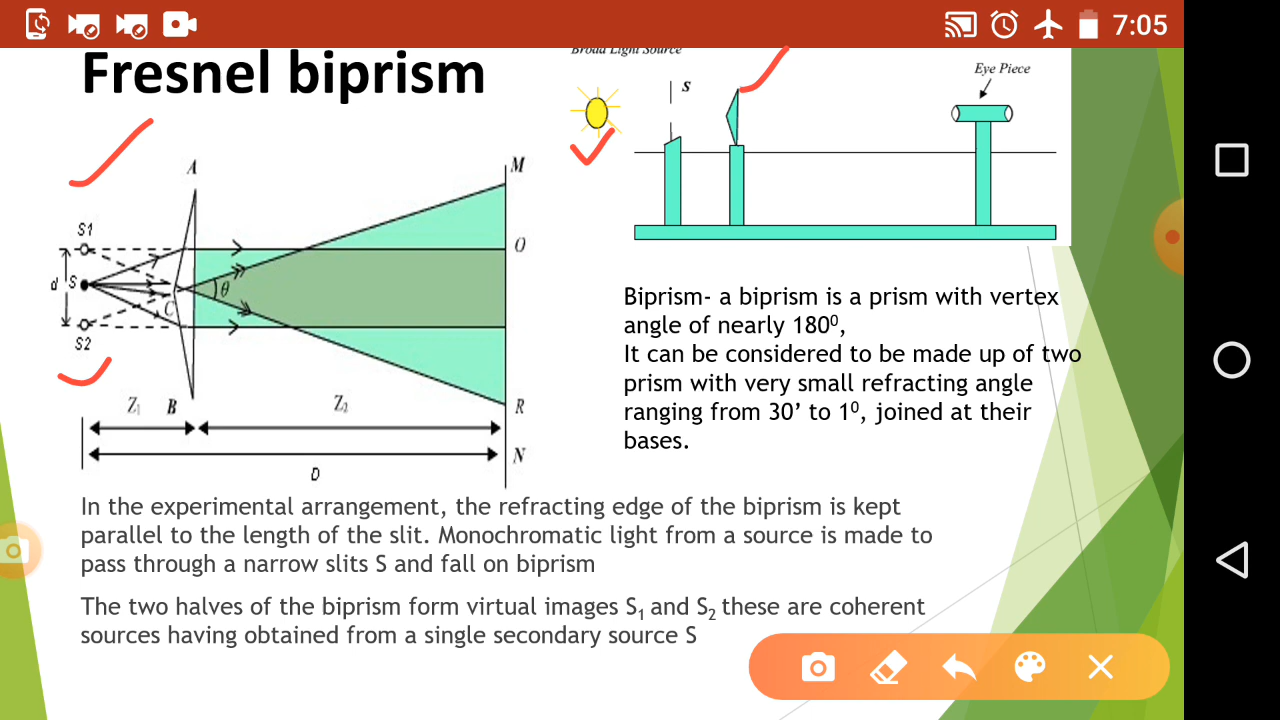 7:05
Fresnel biprism
Broad Light Source
S
Eye Piece
A
M
S1
O
d
S
θ
C
S2
Z₁
B
Z₂
R
N
D
Biprism- a biprism is a prism with vertex
angle of nearly 180⁰,
It can be considered to be made up of two
prism with very small refracting angle
ranging from 30’ to 1⁰, joined at their
bases.
In the experimental arrangement, the refracting edge of the biprism is kept
parallel to the length of the slit. Monochromatic light from a source is made to
pass through a narrow slits S and fall on biprism
The two halves of the biprism form virtual images S₁ and S₂ these are coherent
sources having obtained from a single secondary source S